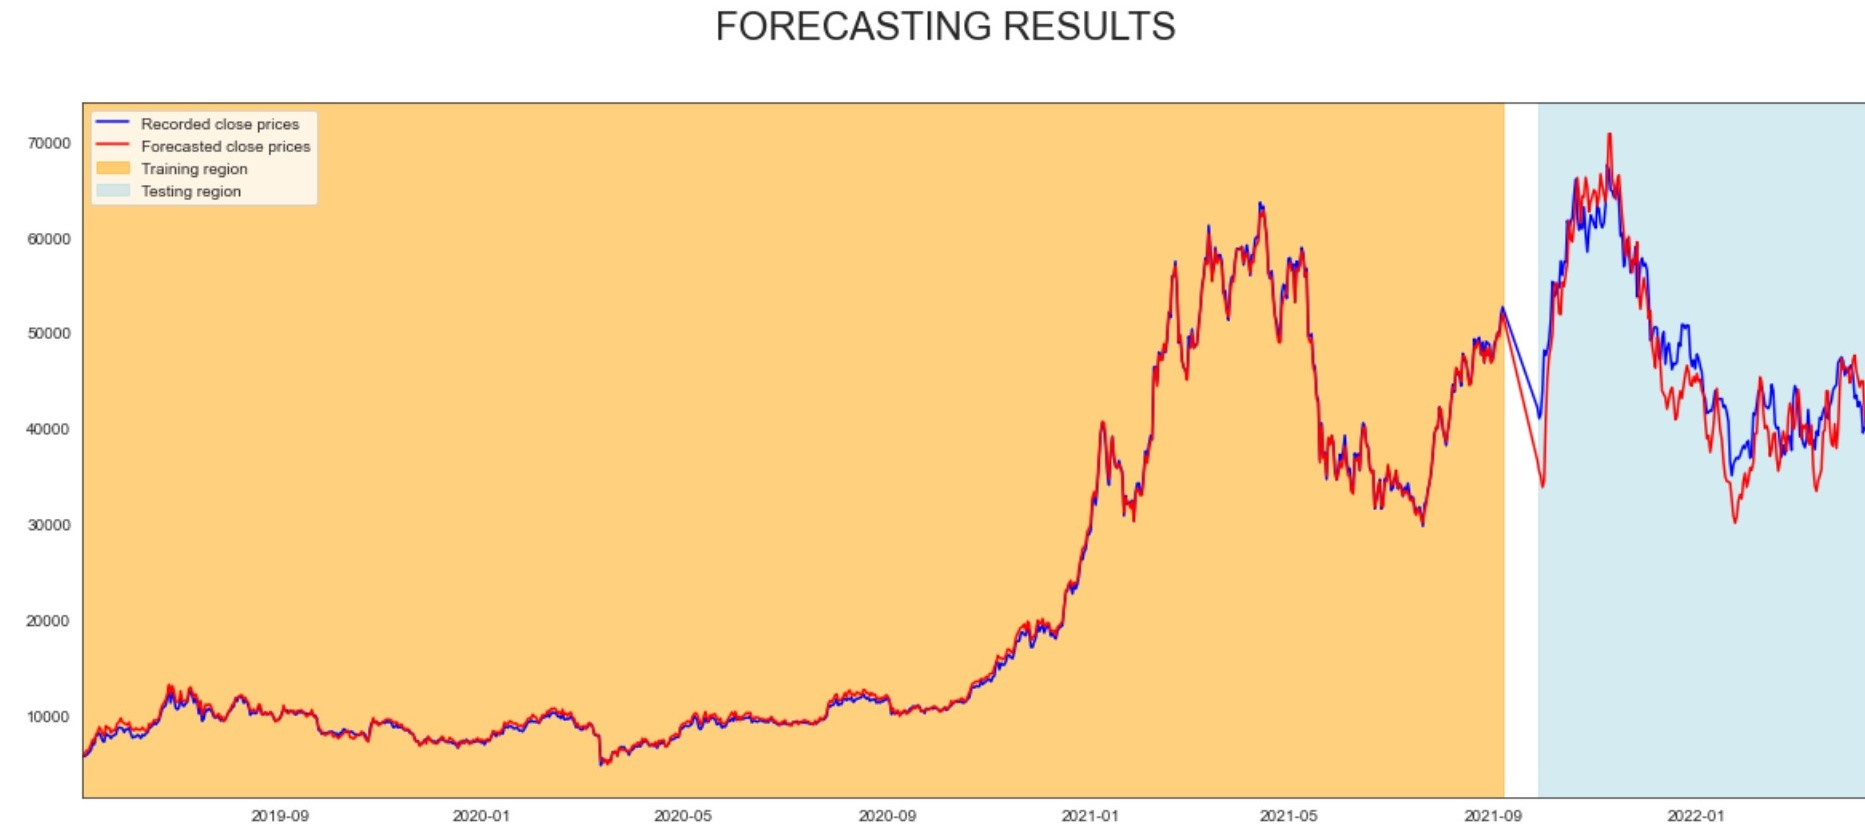 FORECASTING RESULTS
Recorded close prices
Forecasted close prices
Training region
Testing region
70000
60000
50000
40000
30000
20000
10000
2019-09 2020-01 2020-05 2020-09 2021-01 2021-05 2021-09 2022-01